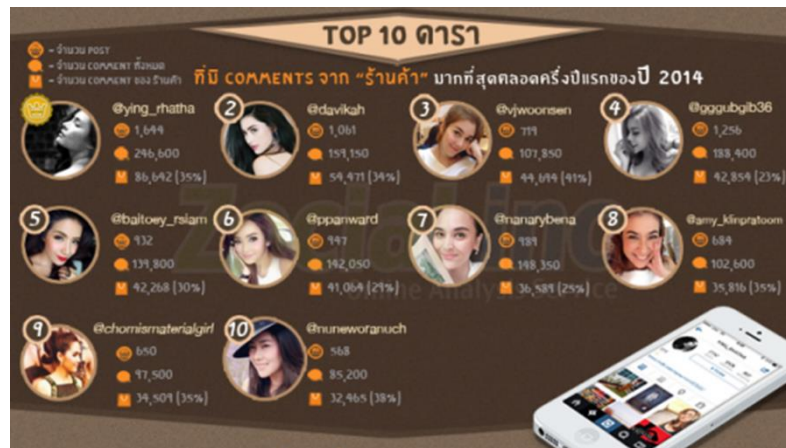 TOP 10 ดารา
= จำนวน POST
= จำนวน COMMENT ทั้งหมด
= จำนวน COMMENT ของ ร้านค้า
ที่มี COMMENTS จาก "ร้านค้า" มากที่สุดตลอดครึ่งปีแรกของปี 2014
@ying_rhatha
1,644
246,600
86,642 (35%)
2
@davikah
1,061
159,150
54,471 (34%)
3
@vjwoonsen
719
107,850
44,694 (41%)
4
@gggubgib36
1,256
188,400
42,854 (23%)
5
@baitoey_rsiam
932
139,800
42,268 (30%)
6
@ppanward
947
142,050
41,064 (29%)
7
@nanarybena
989
148,350
36,589 (25%)
8
@amy_klinpratoom
684
102,600
35,816 (35%)
9
@chomismaterialgirl
650
97,500
34,509 (35%)
10
@nuneworanuch
568
85,200
32,465 (38%)
Online Analysis Service